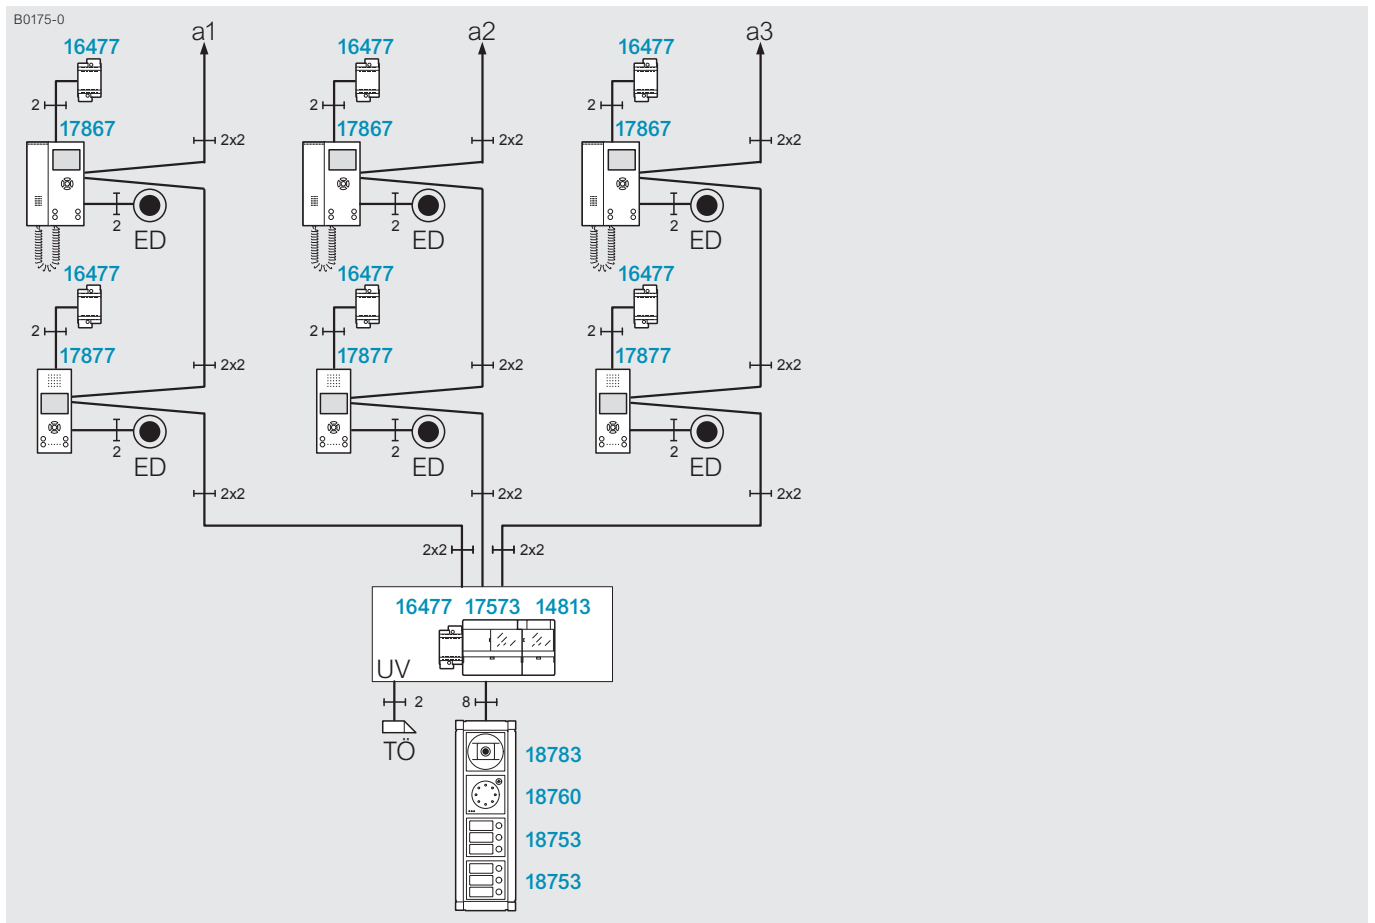 B0175-0
a1 a2 a3
16477 16477 16477
2 2 2
17867 17867 17867
2x2 2x2 2x2
2 2 2
ED ED ED
16477 16477 16477
2 2 2
17877 17877 17877
2x2 2x2 2x2
2 2 2
ED ED ED
2x2 2x2 2x2
2x2 2x2
16477 17573 14813
UV
2 8
TÖ
18783
18760
18753
18753